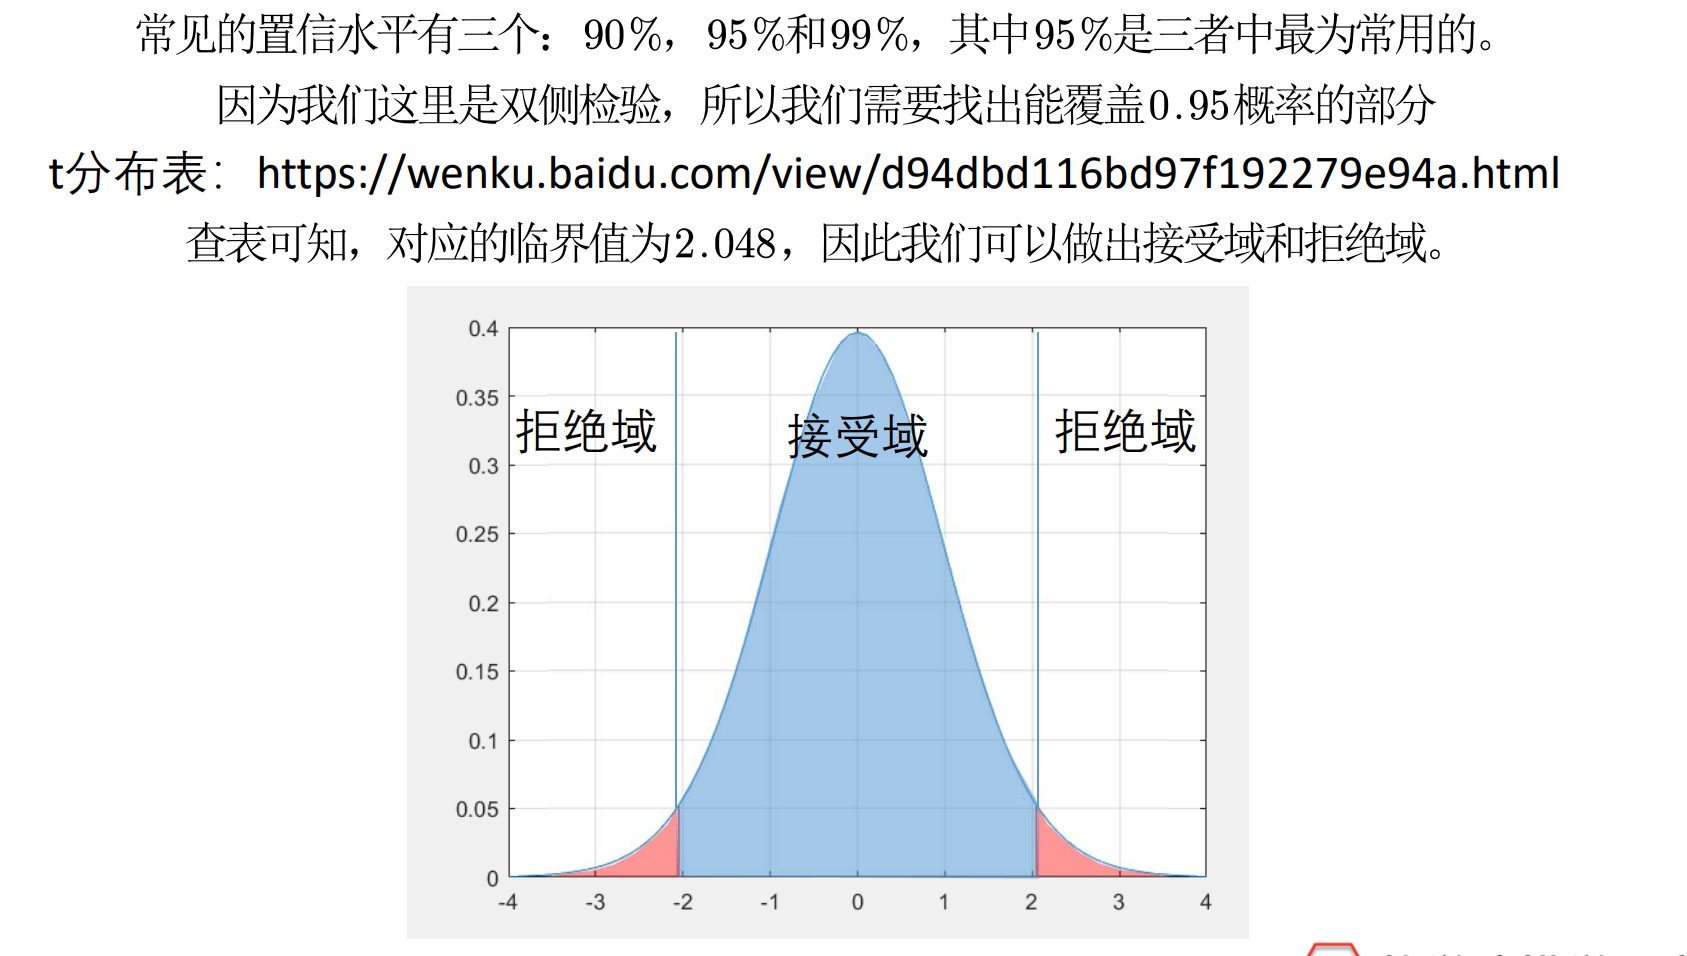 常见的置信水平有三个：90%，95%和99%，其中95%是三者中最为常用的。
因为我们这里是双侧检验，所以我们需要找出能覆盖0.95概率的部分
t分布表：https://wenku.baidu.com/view/d94dbd116bd97f192279e94a.html
查表可知，对应的临界值为2.048，因此我们可以做出接受域和拒绝域。
0.4
0.35
拒绝域 接受域 拒绝域
0.3
0.25
0.2
0.15
0.1
0.05
0
-4 -3 -2 -1 0 1 2 3 4